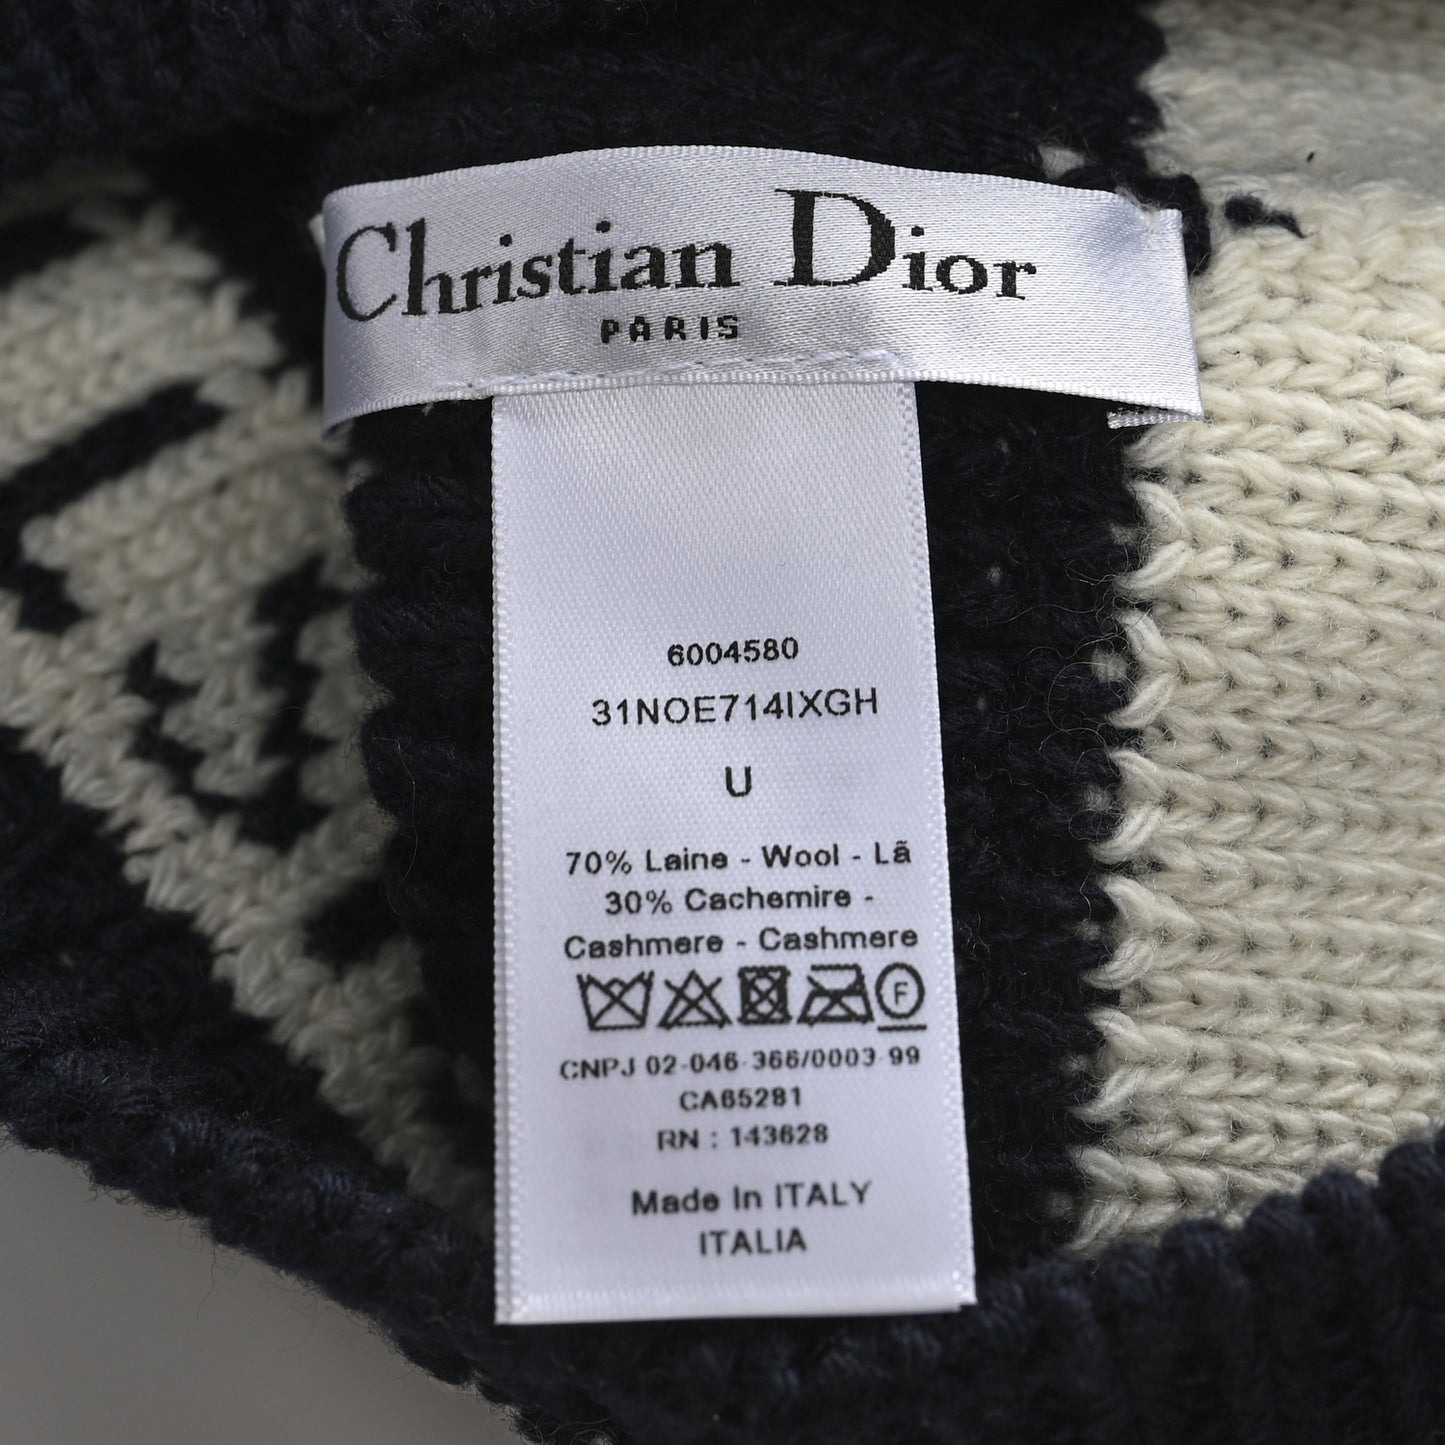 Christian Dior
PARIS
6004580
31NOE714IXGH
U
70% Laine - Wool - Lã
30% Cachemire -
Cashmere - Cashmere
F
CNPJ 02-046-366/0003-99
CA65281
RN : 143628
Made In ITALY
ITALIA